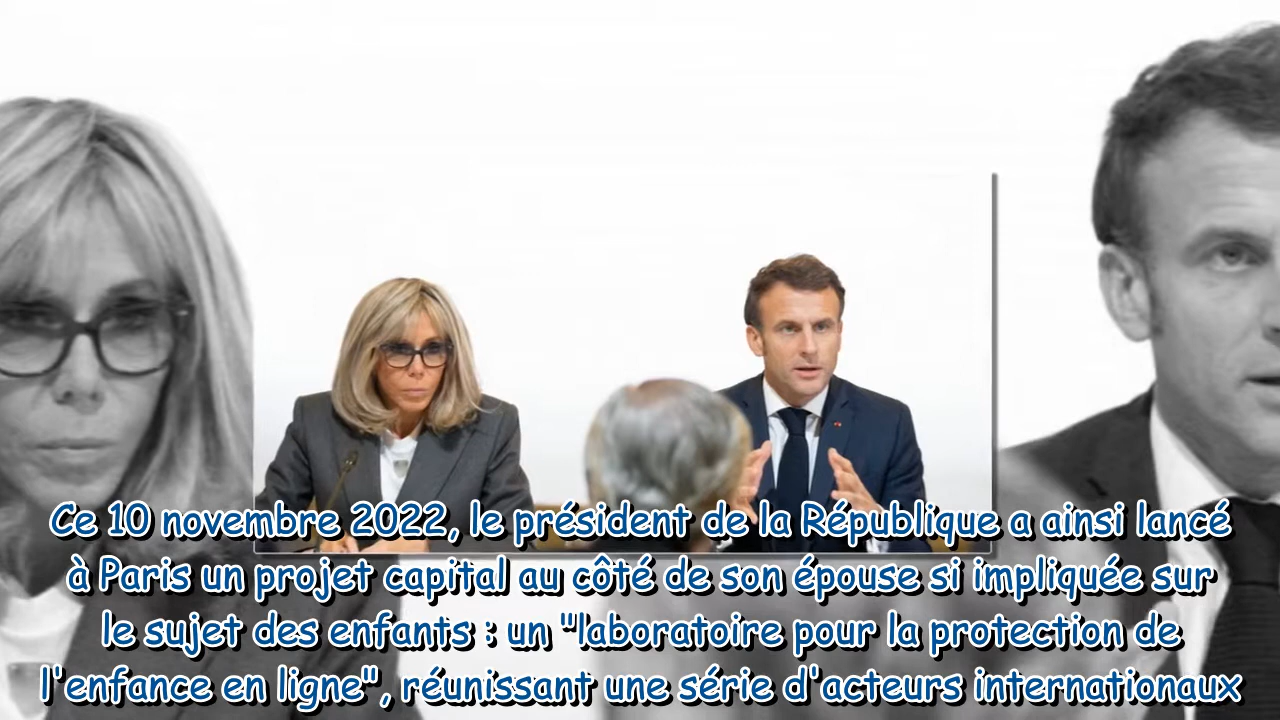 Ce 10 novembre 2022, le président de la République a ainsi lancé
à Paris un projet capital au côté de son épouse si impliquée sur
le sujet des enfants : un "laboratoire pour la protection de
l'enfance en ligne", réunissant une série d'acteurs internationaux